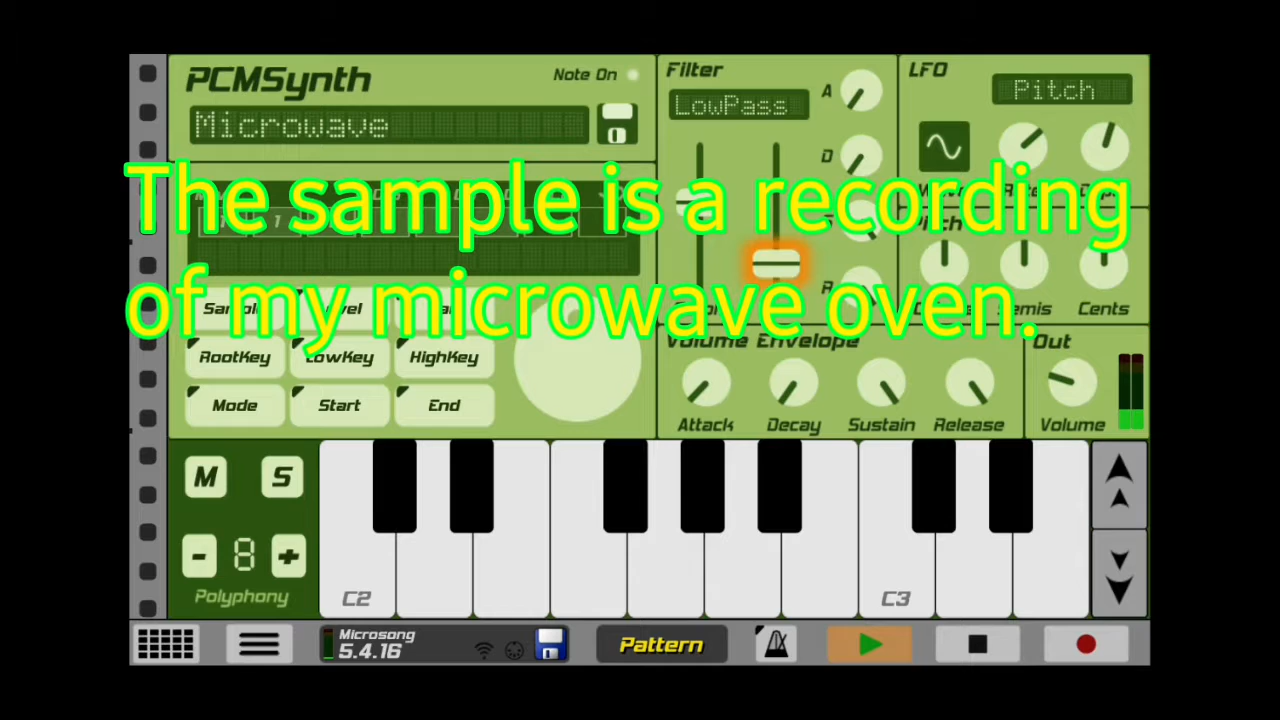 PCMSynth
Note On
Microwave
Filter
LowPass
A
D
R
LFO
Pitch
The sample is a recording
of my microwave oven.
Semis
Cents
RootKey
LowKey
HighKey
Mode
Start
End
Volume Envelope
Attack
Decay
Sustain
Release
Out
Volume
M
S
- 8 +
Polyphony
C2
C3
Microsong
5.4.16
Pattern